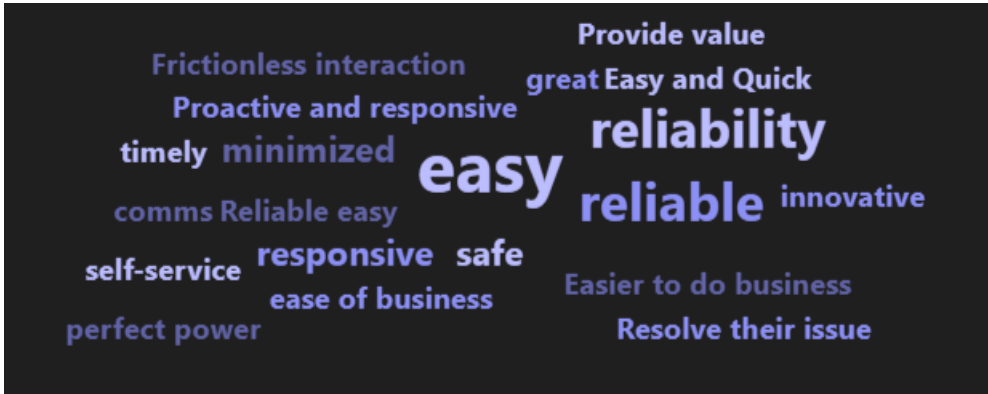 Provide value
Frictionless interaction
great Easy and Quick
Proactive and responsive
reliability
timely minimized
easy
reliable innovative
comms Reliable easy
responsive safe
self-service
Easier to do business
ease of business
perfect power
Resolve their issue